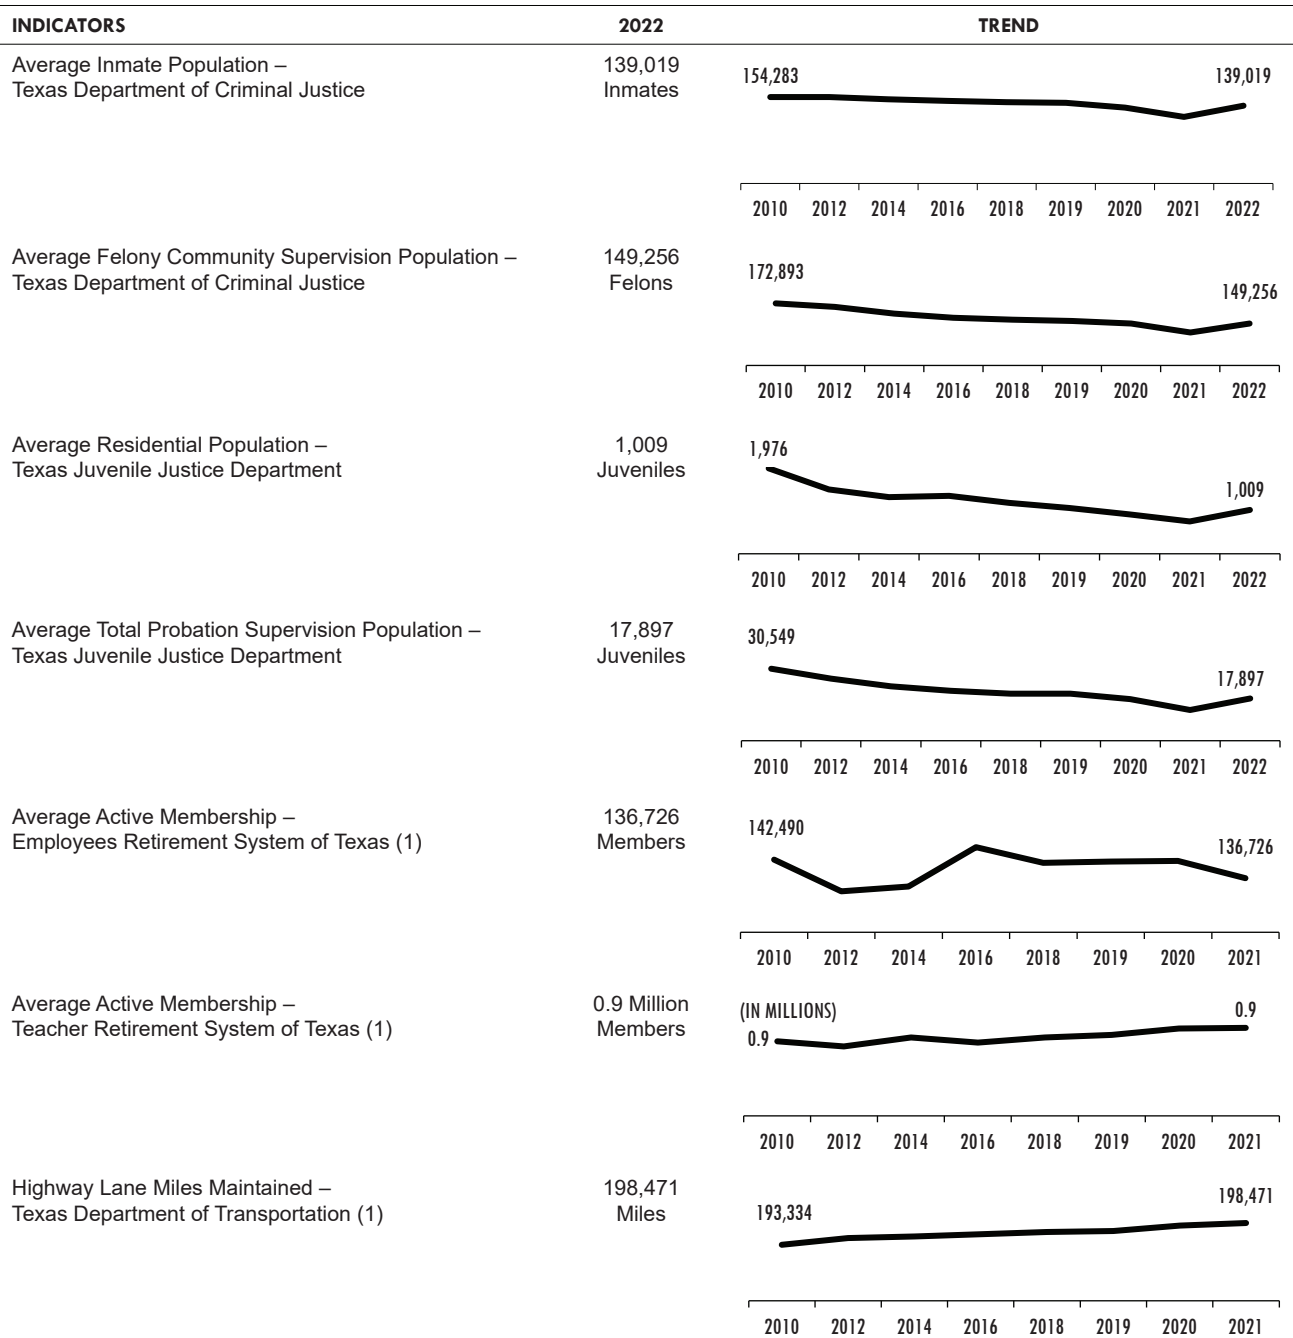 INDICATORS 2022 TREND
Average Inmate Population – 139,019
Texas Department of Criminal Justice Inmates
154,283 139,019
2010 2012 2014 2016 2018 2019 2020 2021 2022
Average Felony Community Supervision Population – 149,256
Texas Department of Criminal Justice Felons
172,893 149,256
2010 2012 2014 2016 2018 2019 2020 2021 2022
Average Residential Population – 1,009
Texas Juvenile Justice Department Juveniles
1,976 1,009
2010 2012 2014 2016 2018 2019 2020 2021 2022
Average Total Probation Supervision Population – 17,897
Texas Juvenile Justice Department Juveniles
30,549 17,897
2010 2012 2014 2016 2018 2019 2020 2021 2022
Average Active Membership – 136,726
Employees Retirement System of Texas (1) Members
142,490 136,726
2010 2012 2014 2016 2018 2019 2020 2021
Average Active Membership – 0.9 Million
Teacher Retirement System of Texas (1) Members
(IN MILLIONS) 0.9
0.9
2010 2012 2014 2016 2018 2019 2020 2021
Highway Lane Miles Maintained – 198,471
Texas Department of Transportation (1) Miles
193,334 198,471
2010 2012 2014 2016 2018 2019 2020 2021